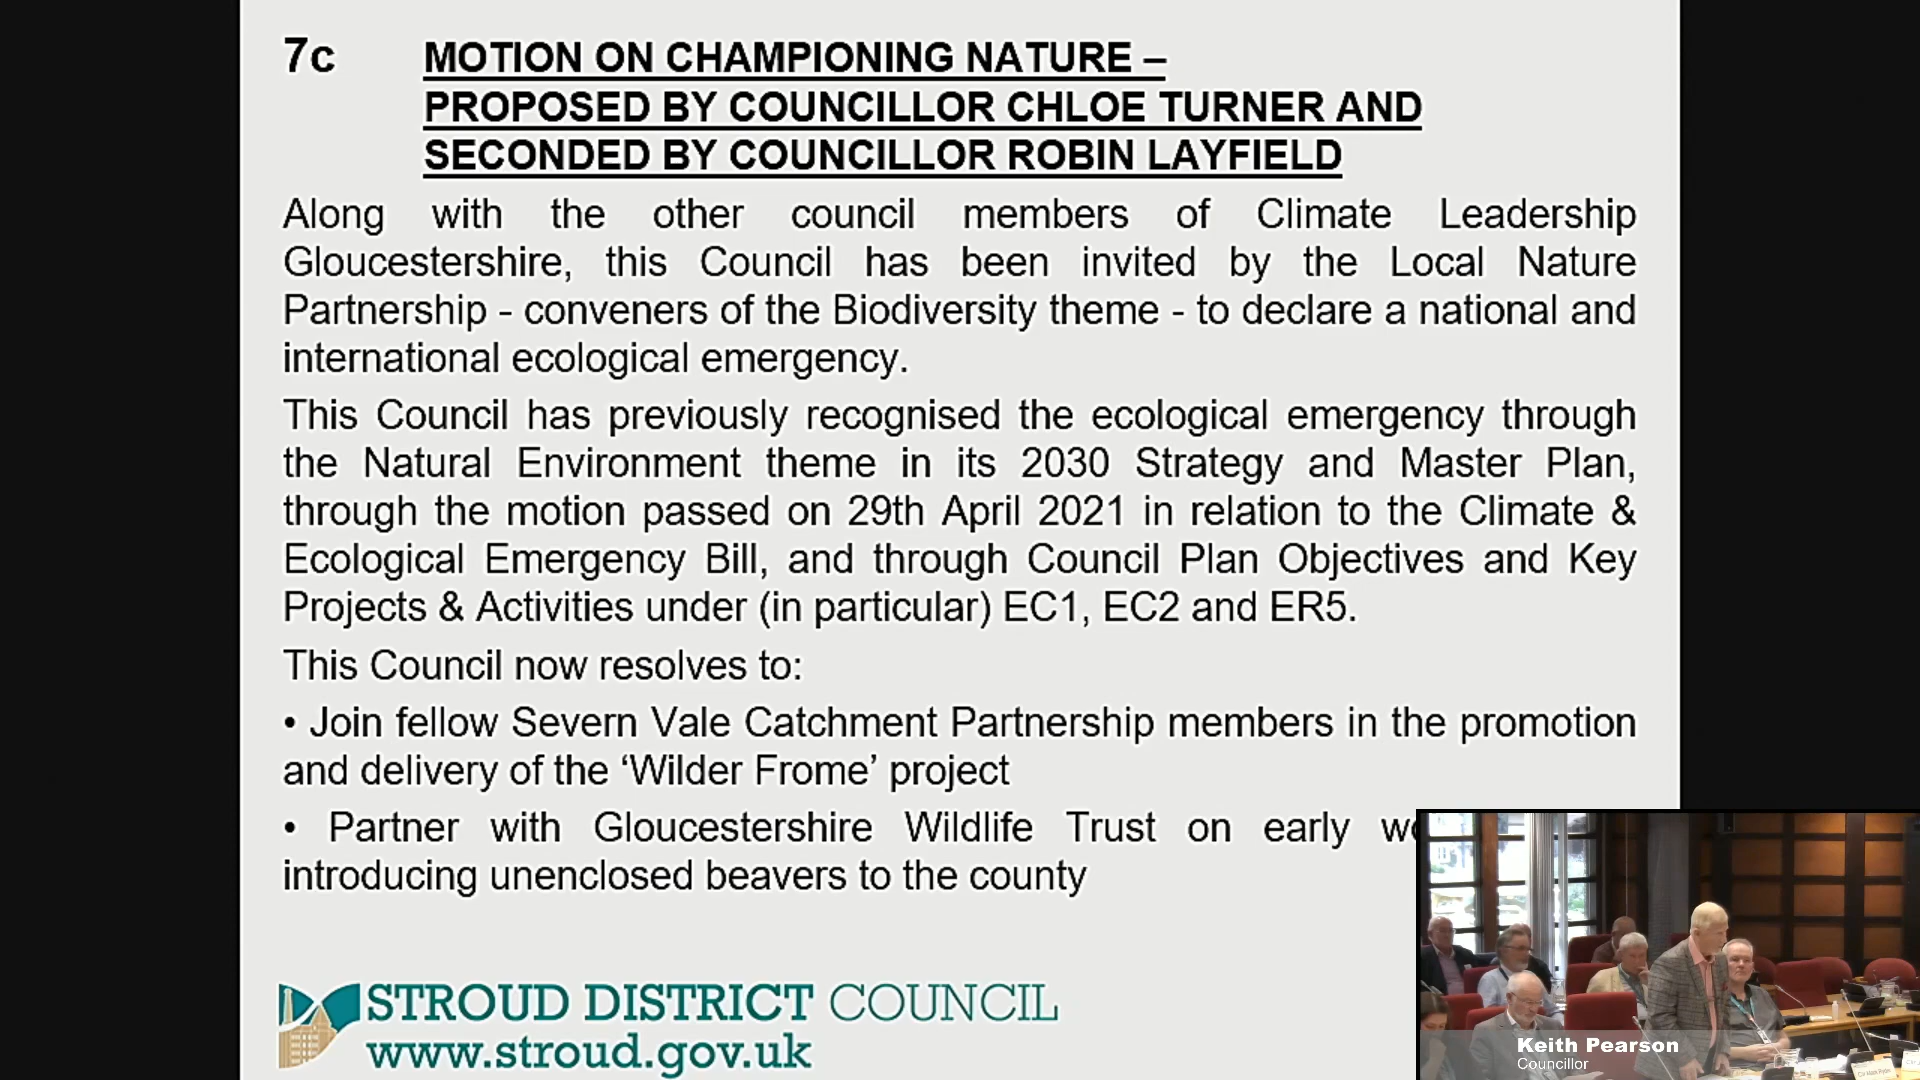 7c MOTION ON CHAMPIONING NATURE –
PROPOSED BY COUNCILLOR CHLOE TURNER AND
SECONDED BY COUNCILLOR ROBIN LAYFIELD
Along with the other council members of Climate Leadership
Gloucestershire, this Council has been invited by the Local Nature
Partnership - conveners of the Biodiversity theme - to declare a national and
international ecological emergency.
This Council has previously recognised the ecological emergency through
the Natural Environment theme in its 2030 Strategy and Master Plan,
through the motion passed on 29th April 2021 in relation to the Climate &
Ecological Emergency Bill, and through Council Plan Objectives and Key
Projects & Activities under (in particular) EC1, EC2 and ER5.
This Council now resolves to:
• Join fellow Severn Vale Catchment Partnership members in the promotion
and delivery of the ‘Wilder Frome’ project
• Partner with Gloucestershire Wildlife Trust on early
introducing unenclosed beavers to the county
STROUD DISTRICT COUNCIL
www.stroud.gov.uk
Keith Pearson
Councillor